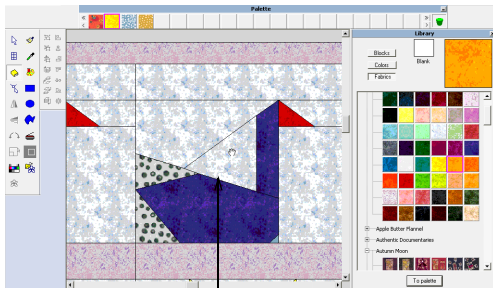 Palette
Library
Blocks
Colors
Fabrics
Blank
Apple Butter Flannel
Authentic Documentaries
Autumn Moon
To palette